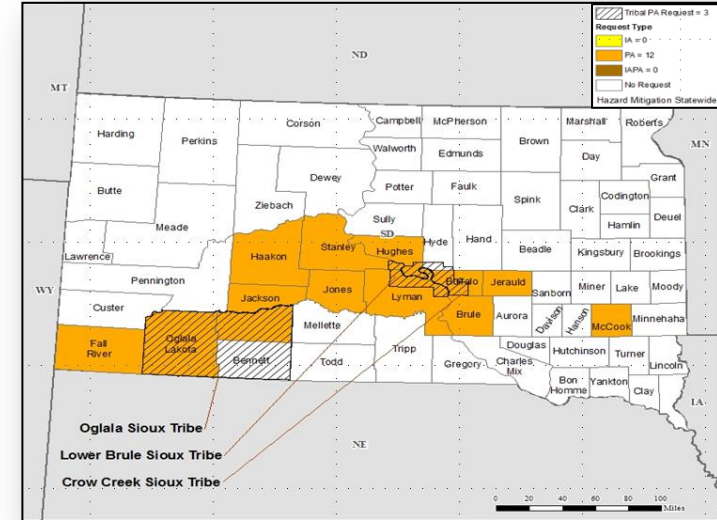 Tribal PA Request = 3
Request Type
IA = 0
PA = 12
IAPA = 0
No Request
Hazard Mitigation Statewide
ND
MT
MN
WY
SD
NE
IA
Harding
Perkins
Corson
Campbell
McPherson
Brown
Marshall
Roberts
Walworth
Edmunds
Day
Butte
Ziebach
Dewey
Potter
Faulk
Spink
Clark
Codington
Grant
Hamlin
Deuel
Meade
Sully
Lawrence
Haakon
Stanley
Hughes
Hyde
Hand
Beadle
Kingsbury
Brookings
Pennington
Custer
Jackson
Jones
Lyman
Buffalo
Jerauld
Sanborn
Miner
Lake
Moody
Fall
River
Oglala
Lakota
Bennett
Mellette
Todd
Tripp
Brule
Aurora
Davison
Hanson
McCook
Minnehaha
Gregory
Charles
Mix
Douglas
Hutchinson
Turner
Lincoln
Bon
Homme
Yankton
Clay
Oglala Sioux Tribe
Lower Brule Sioux Tribe
Crow Creek Sioux Tribe
0 20 40 60 80 100
Miles